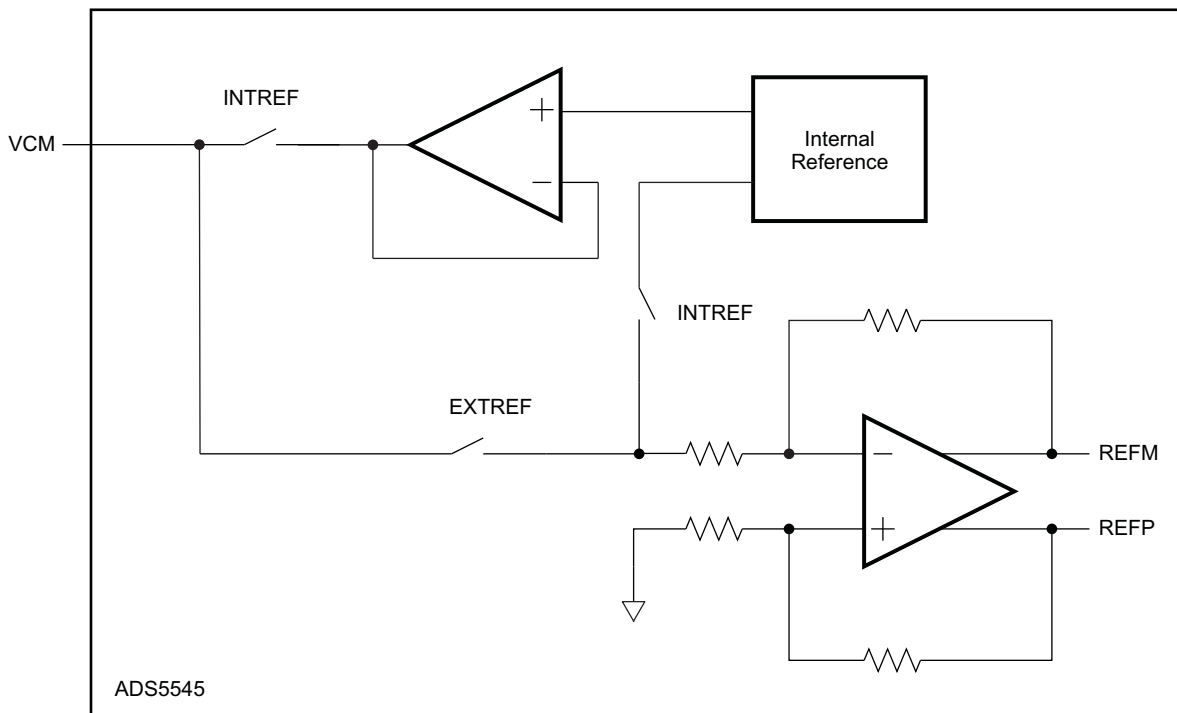 INTREF
VCM
+
−
Internal
Reference
INTREF
EXTREF
−
REFM
+
REFP
ADS5545